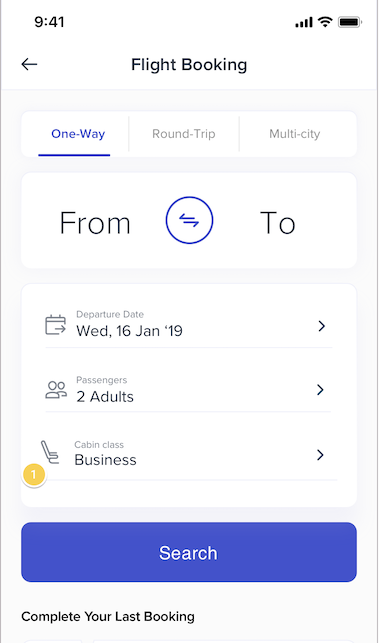 9:41
Flight Booking
One-Way Round-Trip Multi-city
From To
Departure Date
Wed, 16 Jan ‘19
Passengers
2 Adults
Cabin class
Business
1
Search
Complete Your Last Booking